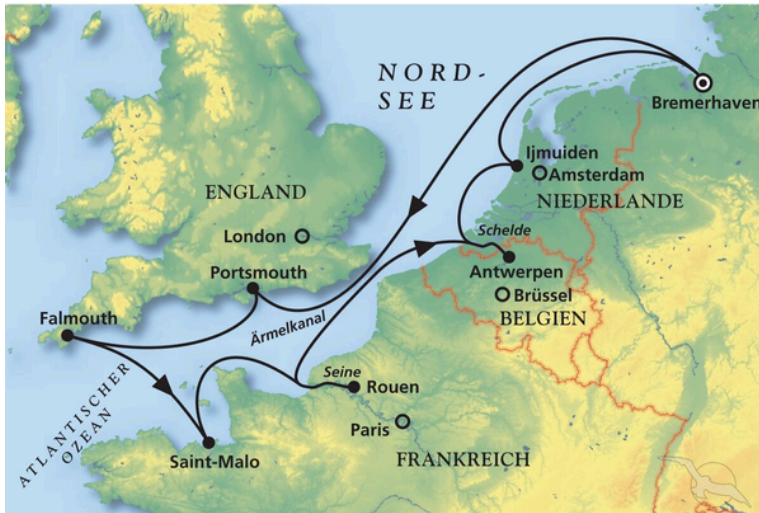 NORD-
SEE
Bremerhaven
Ijmuiden
Amsterdam
NIEDERLANDE
ENGLAND
London
Schelde
Portsmouth
Antwerpen
Brüssel
BELGIEN
Falmouth
Ärmelkanal
Seine
Rouen
ATLANTISCHER
OZEAN
Paris
Saint-Malo
FRANKREICH